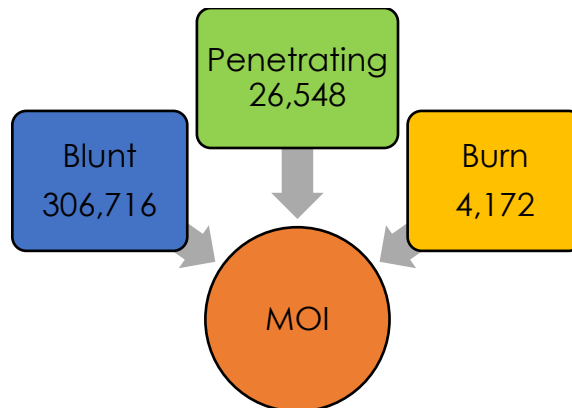 Penetrating
26,548
Blunt
306,716
Burn
4,172
MOI